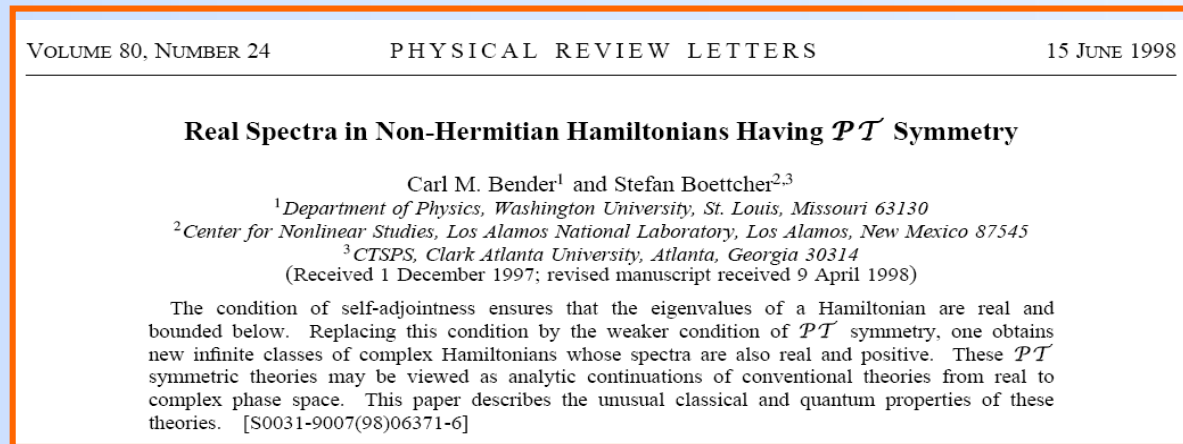 VOLUME 80, NUMBER 24 PHYSICAL REVIEW LETTERS 15 JUNE 1998
Real Spectra in Non-Hermitian Hamiltonians Having 𝒫𝒯 Symmetry
Carl M. Bender¹ and Stefan Boettcher²,³
¹Department of Physics, Washington University, St. Louis, Missouri 63130
²Center for Nonlinear Studies, Los Alamos National Laboratory, Los Alamos, New Mexico 87545
³CTSPS, Clark Atlanta University, Atlanta, Georgia 30314
(Received 1 December 1997; revised manuscript received 9 April 1998)
The condition of self-adjointness ensures that the eigenvalues of a Hamiltonian are real and
bounded below. Replacing this condition by the weaker condition of 𝒫𝒯 symmetry, one obtains
new infinite classes of complex Hamiltonians whose spectra are also real and positive. These 𝒫𝒯
symmetric theories may be viewed as analytic continuations of conventional theories from real to
complex phase space. This paper describes the unusual classical and quantum properties of these
theories. [S0031-9007(98)06371-6]